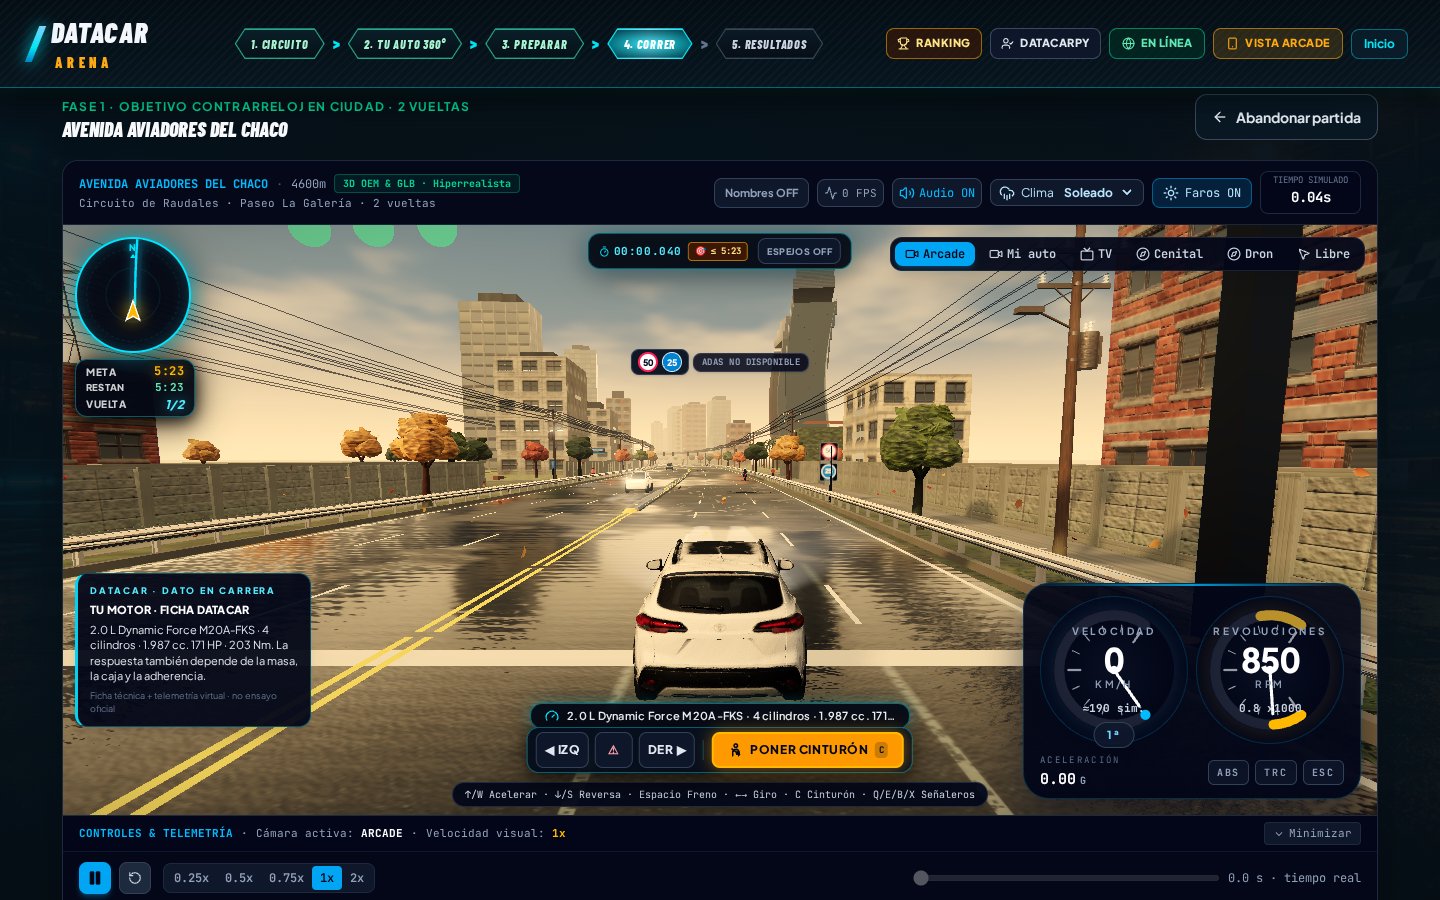 DATACAR
ARENA
1. CIRCUITO
2. TU AUTO 360°
3. PREPARAR
4. CORRER
5. RESULTADOS
RANKING
DATACARPY
EN LÍNEA
VISTA ARCADE
Inicio
FASE 1 · OBJETIVO CONTRARRELOJ EN CIUDAD · 2 VUELTAS
AVENIDA AVIADORES DEL CHACO
← Abandonar partida
AVENIDA AVIADORES DEL CHACO · 4600m
3D OEM & GLB · Hiperrealista
Circuito de Raudales · Paseo La Galería · 2 vueltas
Nombres OFF
0 FPS
Audio ON
Clima Soleado
Faros ON
TIEMPO SIMULADO
0.04s
N
00:00.040
≤ 5:23
ESPEJOS OFF
Arcade
Mi auto
TV
Cenital
Dron
Libre
50
25
ADAS NO DISPONIBLE
META 5:23
RESTAN 5:23
VUELTA 1/2
DATACAR · DATO EN CARRERA
TU MOTOR · FICHA DATACAR
2.0 L Dynamic Force M20A-FKS · 4
cilindros · 1.987 cc. 171 HP · 203 Nm. La
respuesta también depende de la masa,
la caja y la adherencia.
Ficha técnica + telemetría virtual · no ensayo
oficial
2.0 L Dynamic Force M20A-FKS · 4 cilindros · 1.987 cc. 171…
◀ IZQ
⚠
DER ▶
PONER CINTURÓN C
↑/W Acelerar · ↓/S Reversa · Espacio Freno · ←→ Giro · C Cinturón · Q/E/B/X Señaleros
VELOCIDAD
0
KM/H
≈190 sim.
1ª
REVOLUCIONES
850
RPM
0.8 x1000
ACELERACIÓN
0.00 G
ABS
TRC
ESC
CONTROLES & TELEMETRÍA · Cámara activa: ARCADE · Velocidad visual: 1x
Minimizar
0.25x
0.5x
0.75x
1x
2x
0.0 s · tiempo real